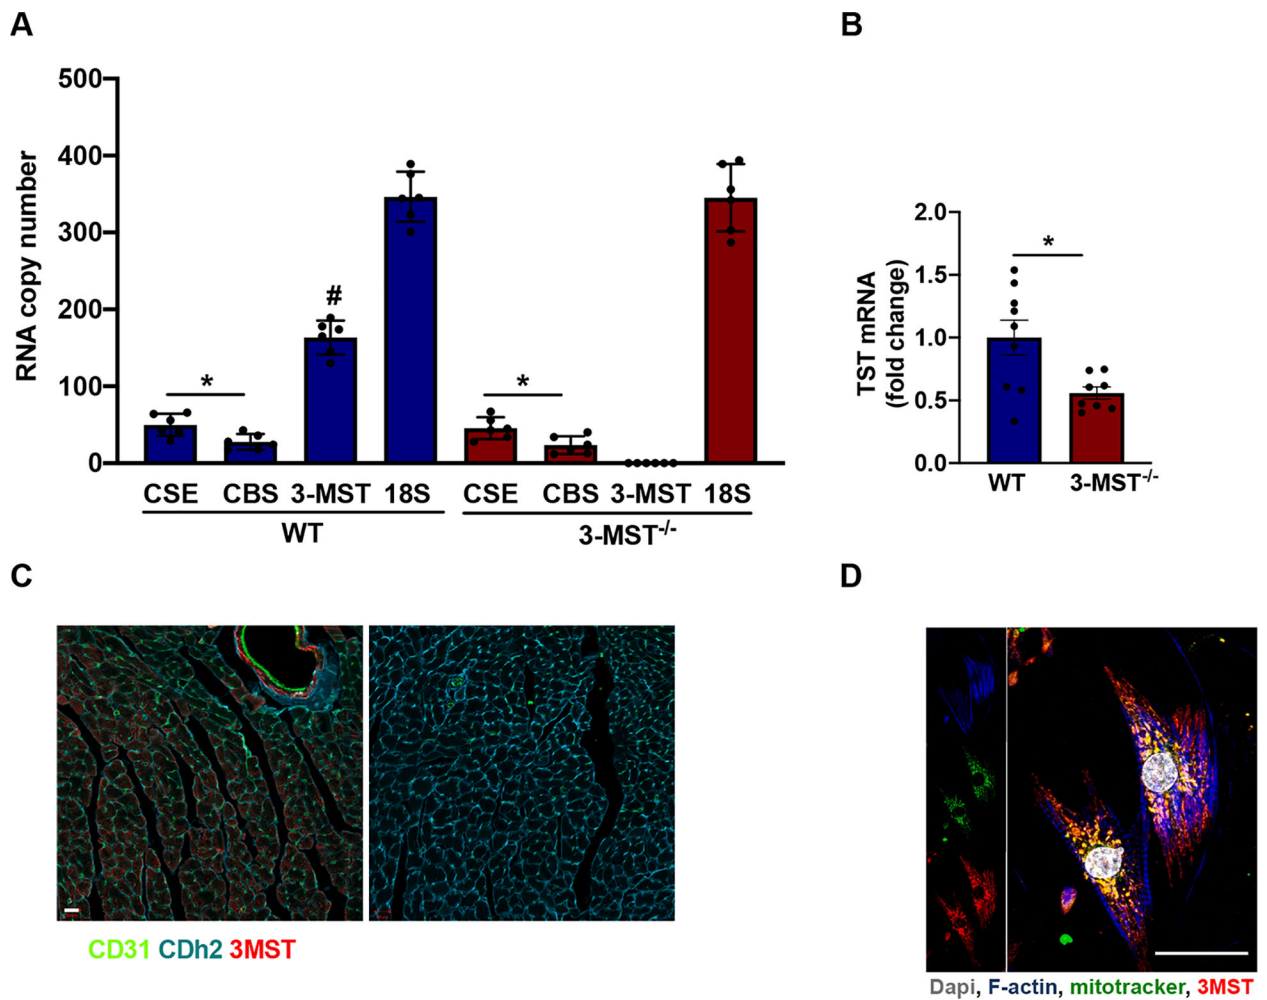 A
B
500
400
300
200
100
0
RNA copy number
*
#
*
CSE CBS 3-MST 18S CSE CBS 3-MST 18S
WT 3-MST-/-
2.0
1.5
1.0
0.5
0.0
TST mRNA
(fold change)
*
WT 3-MST-/-
C
D
CD31 CDh2 3MST
Dapi, F-actin, mitotracker, 3MST